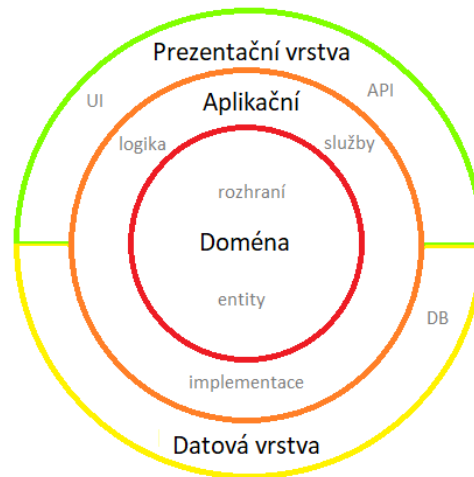 Prezentační vrstva
UI
API
Aplikační
logika
služby
rozhraní
Doména
entity
DB
implementace
Datová vrstva